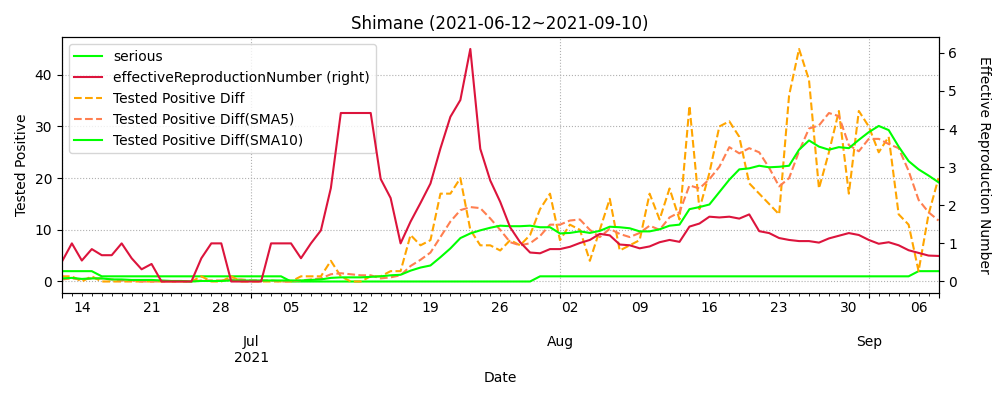 Shimane (2021-06-12~2021-09-10)
serious
effectiveReproductionNumber (right)
Tested Positive Diff
Tested Positive Diff(SMA5)
Tested Positive Diff(SMA10)
Tested Positive
40
30
20
10
0
Effective Reproduction Number
6
5
4
3
2
1
0
14 21 28 05 12 19 26 02 09 16 23 30 06
Jul Aug Sep
2021
Date